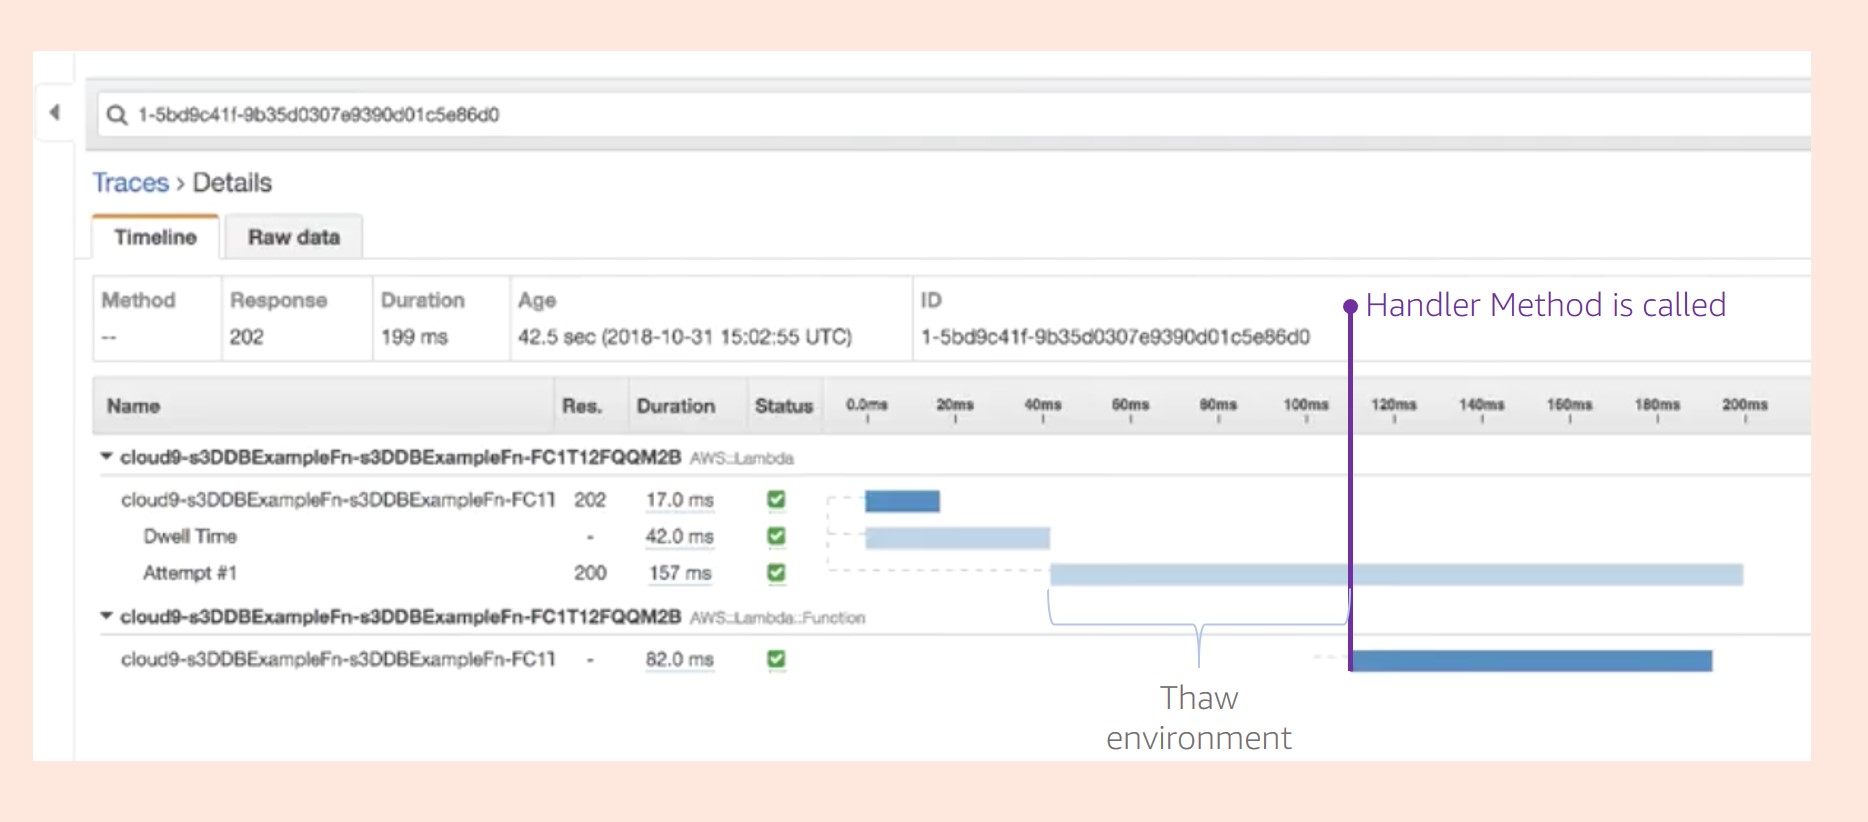 1-5bd9c41f-9b35d0307e9390d01c5e86d0
Traces > Details
Timeline Raw data
Method Response Duration Age ID
-- 202 199 ms 42.5 sec (2018-10-31 15:02:55 UTC) 1-5bd9c41f-9b35d0307e9390d01c5e86d0
Handler Method is called
Name Res. Duration Status 0.0ms 20ms 40ms 60ms 80ms 100ms 120ms 140ms 160ms 180ms 200ms
cloud9-s3DDBExampleFn-s3DDBExampleFn-FC1T12FQQM2B AWS::Lambda
cloud9-s3DDBExampleFn-s3DDBExampleFn-FC1T 202 17.0 ms
Dwell Time - 42.0 ms
Attempt #1 200 157 ms
cloud9-s3DDBExampleFn-s3DDBExampleFn-FC1T12FQQM2B AWS::Lambda::Function
cloud9-s3DDBExampleFn-s3DDBExampleFn-FC1T - 82.0 ms
Thaw
environment